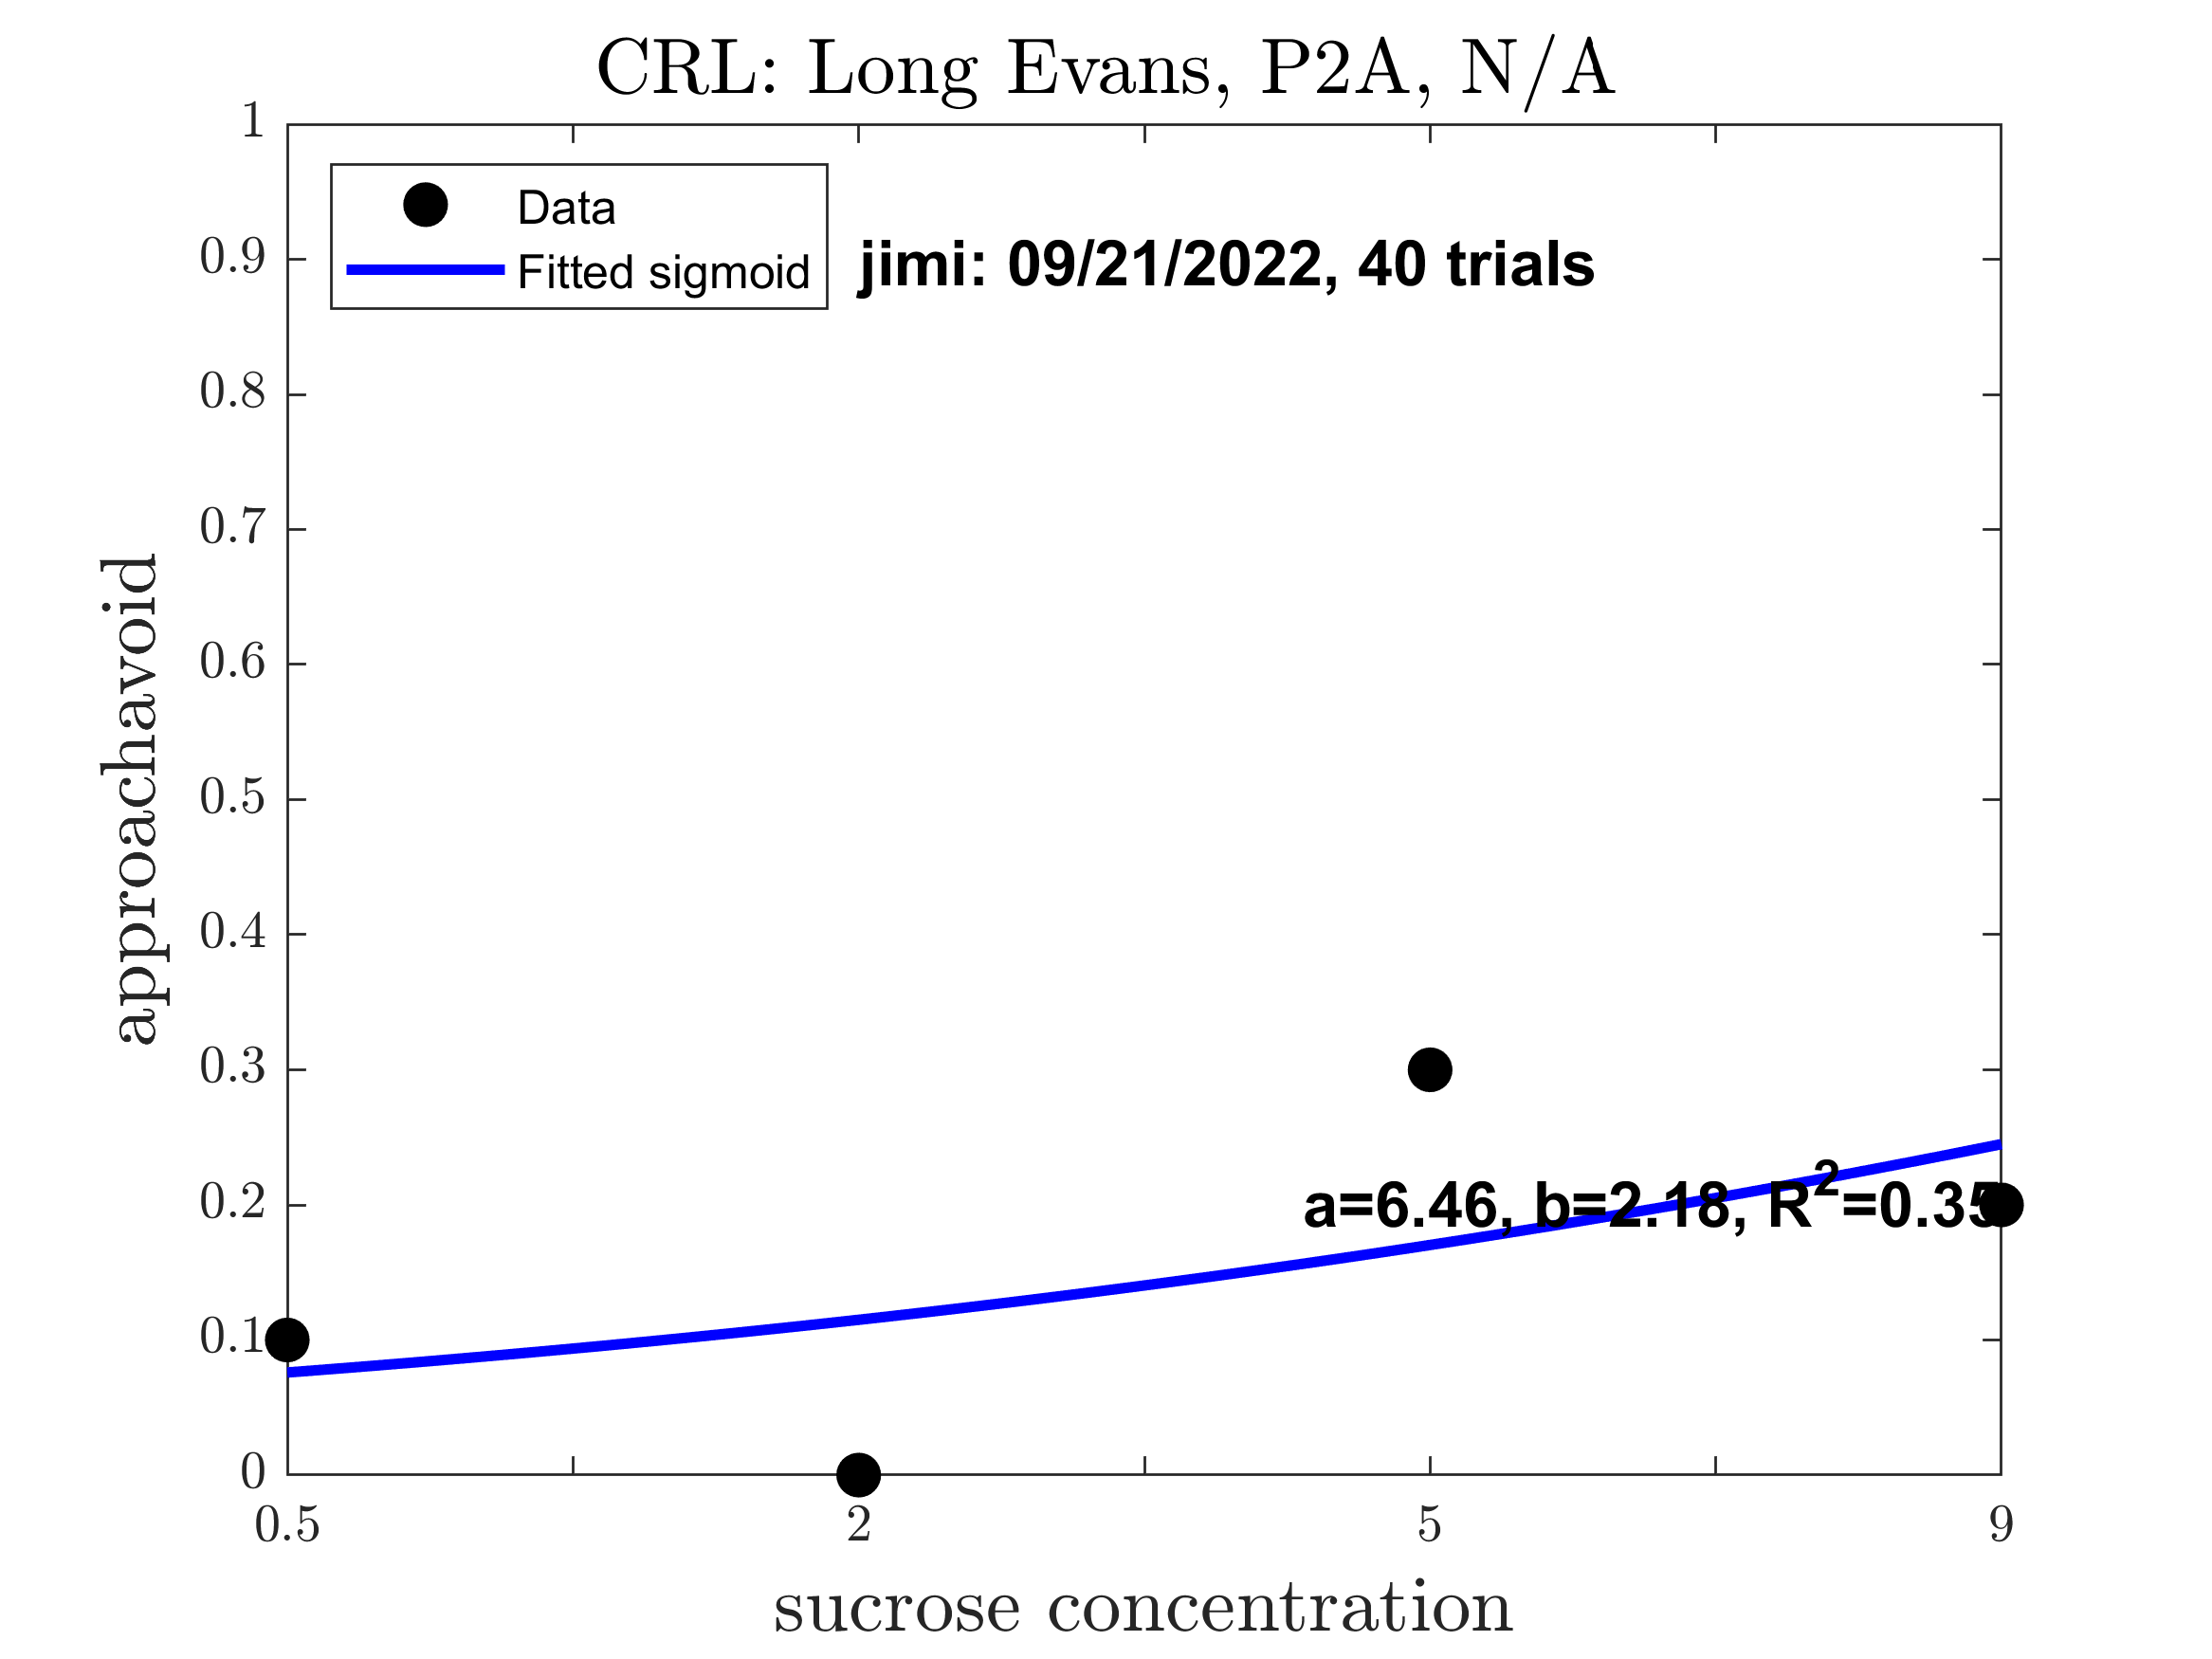 CRL: Long Evans, P2A, N/A
1
Data
Fitted sigmoid
jimi: 09/21/2022, 40 trials
0.9
0.8
0.7
0.6
0.5
0.4
0.3
0.2
0.1
0
approachavoid
a=6.46, b=2.18, R²=0.35
0.5 2 5 9
sucrose concentration